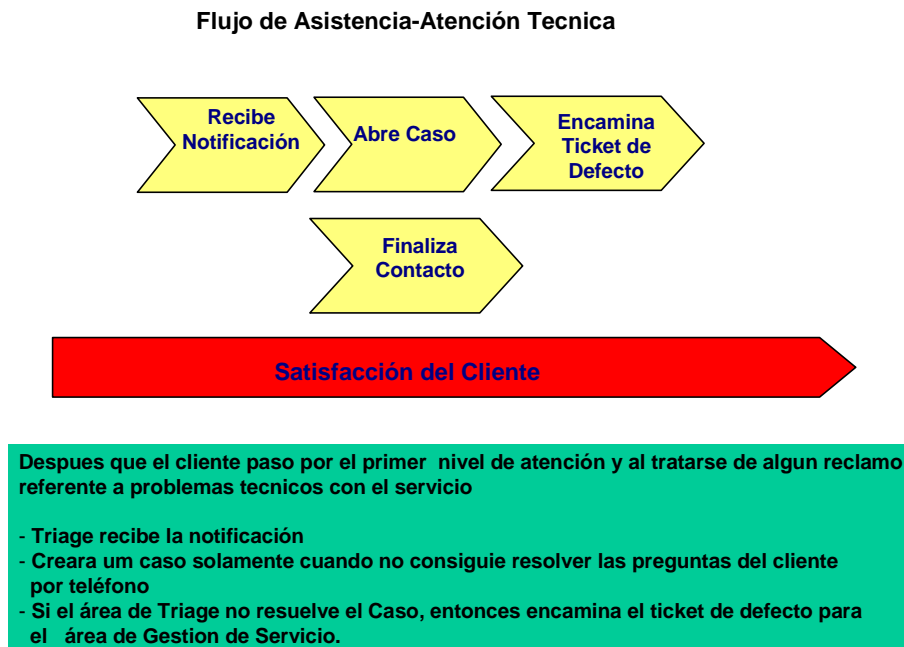 Flujo de Asistencia-Atención Tecnica
Recibe
Notificación
Abre Caso
Encamina
Ticket de
Defecto
Finaliza
Contacto
Satisfacción del Cliente
Despues que el cliente paso por el primer nivel de atención y al tratarse de algun reclamo
referente a problemas tecnicos con el servicio
- Triage recibe la notificación
- Creara um caso solamente cuando no consiguie resolver las preguntas del cliente
por teléfono
- Si el área de Triage no resuelve el Caso, entonces encamina el ticket de defecto para
el área de Gestion de Servicio.